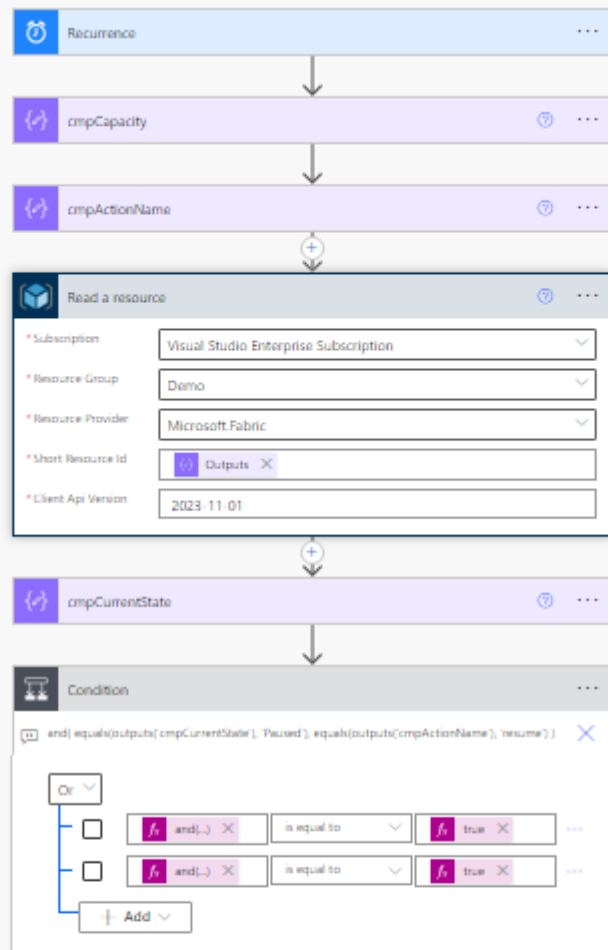 Recurrence
cmpCapacity
cmpActionName
Read a resource
* Subscription
Visual Studio Enterprise Subscription
* Resource Group
Demo
* Resource Provider
Microsoft.Fabric
* Short Resource Id
Outputs
* Client Api Version
2023-11-01
cmpCurrentState
Condition
and( equals(outputs('cmpCurrentState'), 'Paused'), equals(outputs('cmpActionName'), 'resume') )
Or
and(...) is equal to true
and(...) is equal to true
Add